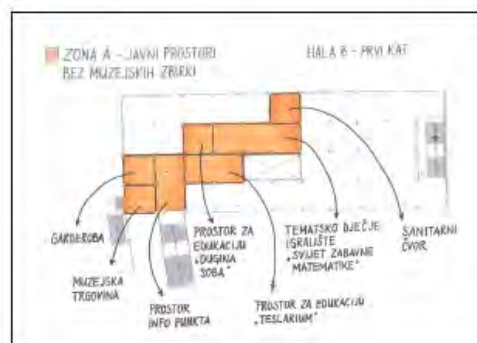 ZONA A - JAVNI PROSTORI
BEZ MUZEJSKIH ZBIRKI
HALA B - PRVI KAT
GARDEROBA
MUZEJSKA
TRGOVINA
PROSTOR
INFO PUNKTA
PROSTOR ZA
EDUKACIJU
„DUGINA
SOBA"
PROSTOR ZA EDUKACIJU
„TESLARIUM"
TEMATSKO DJEČJE
IGRALIŠTE
„SVIJET ZABAVNE
MATEMATIKE"
SANITARNI
ČVOR